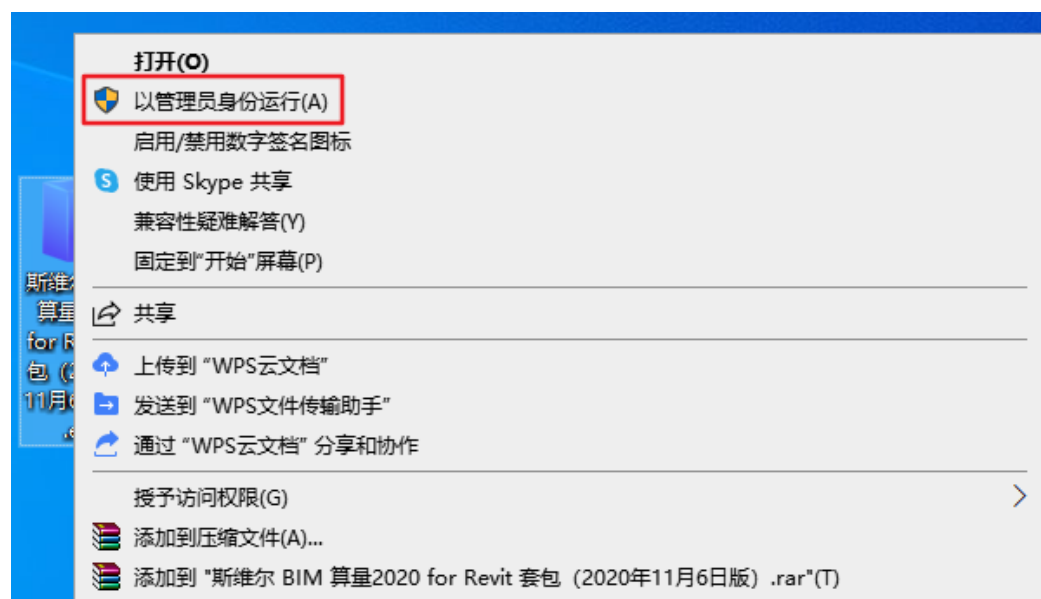 打开(O)
以管理员身份运行(A)
启用/禁用数字签名图标
使用 Skype 共享
兼容性疑难解答(Y)
固定到"开始"屏幕(P)
斯维
算量
for R
包 (2
11月6
.e
共享
上传到 “WPS云文档”
发送到 “WPS文件传输助手”
通过 “WPS云文档” 分享和协作
授予访问权限(G)
添加到压缩文件(A)...
添加到 "斯维尔 BIM 算量2020 for Revit 套包（2020年11月6日版）.rar"(T)